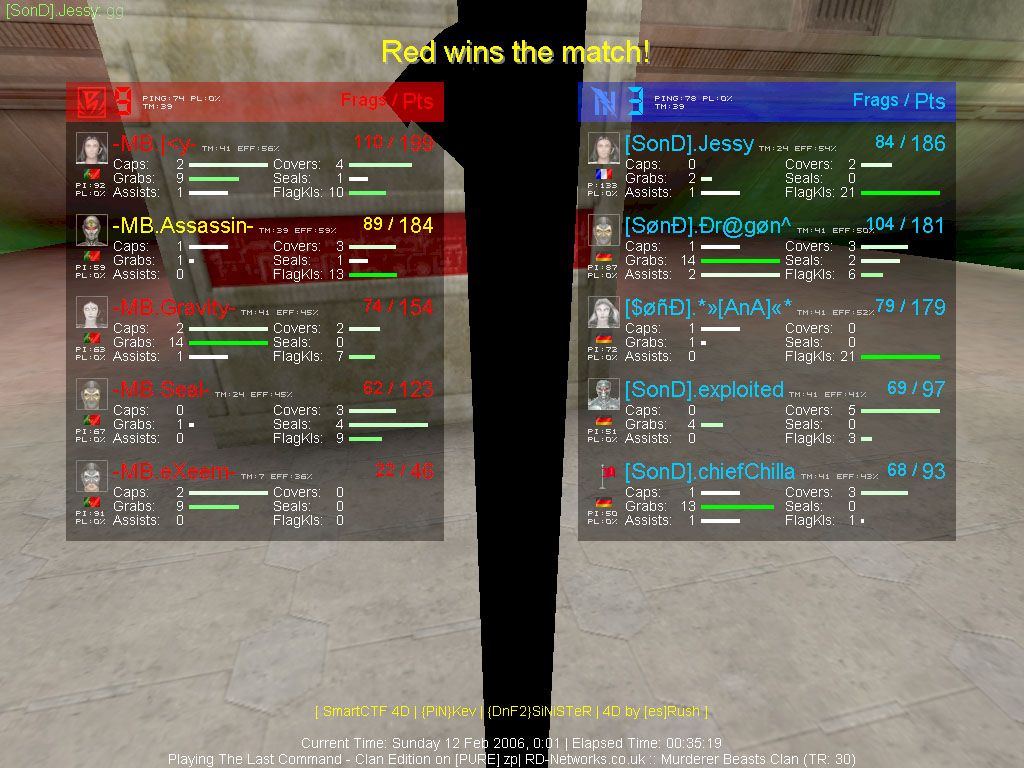 [SonD].Jessy: gg
Red wins the match!
9 PING:74 PL:0% TM:39 Frags / Pts
-MB.|<y- TM:41 EFF:56% 110 / 199
Caps: 2 Covers: 4
Grabs: 9 Seals: 1
Assists: 1 FlagKls: 10
PI:92 PL:0%
-MB.Assassin- TM:39 EFF:59% 89 / 184
Caps: 1 Covers: 3
Grabs: 1 Seals: 1
Assists: 0 FlagKls: 13
PI:59 PL:0%
-MB.Gravity- TM:41 EFF:45% 74 / 154
Caps: 2 Covers: 2
Grabs: 14 Seals: 0
Assists: 1 FlagKls: 7
PI:63 PL:0%
-MB.Seal- TM:24 EFF:45% 62 / 123
Caps: 0 Covers: 3
Grabs: 1 Seals: 4
Assists: 0 FlagKls: 9
PI:67 PL:0%
-MB.eXeem- TM:7 EFF:36% 22 / 46
Caps: 2 Covers: 0
Grabs: 9 Seals: 0
Assists: 0 FlagKls: 0
PI:91 PL:0%
3 PING:78 PL:0% TM:39 Frags / Pts
[SonD].Jessy TM:24 EFF:54% 84 / 186
Caps: 0 Covers: 2
Grabs: 2 Seals: 0
Assists: 1 FlagKls: 21
P:133 PL:0%
[SønD].Ðr@gøn^ TM:41 EFF:50% 104 / 181
Caps: 1 Covers: 3
Grabs: 14 Seals: 2
Assists: 2 FlagKls: 6
PI:87 PL:0%
[$øñÐ].*»[AnA]«* TM:41 EFF:52% 79 / 179
Caps: 1 Covers: 0
Grabs: 1 Seals: 0
Assists: 0 FlagKls: 21
PI:72 PL:0%
[SonD].exploited TM:41 EFF:41% 69 / 97
Caps: 0 Covers: 5
Grabs: 4 Seals: 0
Assists: 0 FlagKls: 3
PI:51 PL:0%
[SonD].chiefChilla TM:41 EFF:43% 68 / 93
Caps: 1 Covers: 3
Grabs: 13 Seals: 0
Assists: 1 FlagKls: 1
PI:50 PL:0%
[ SmartCTF 4D | {PiN}Kev | {DnF2}SiNiSTeR | 4D by [es]Rush ]
Current Time: Sunday 12 Feb 2006, 0:01 | Elapsed Time: 00:35:19
Playing The Last Command - Clan Edition on [PURE] zp| RD-Networks.co.uk :: Murderer Beasts Clan (TR: 30)